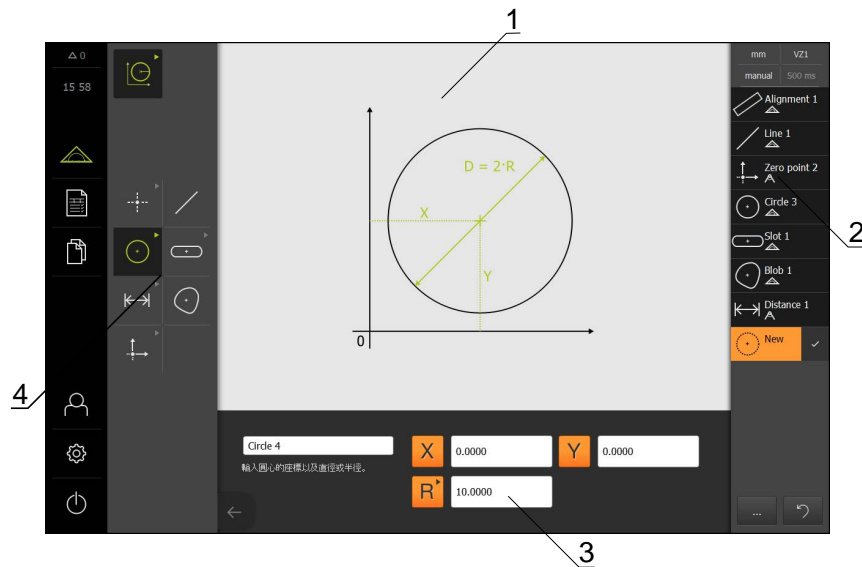 1
△ 0
15 58
mm VZ1
manual 500 ms
Alignment 1
Line 1
Zero point 2
Circle 3
Slot 1
Blob 1
Distance 1
New
2
D = 2·R
X
Y
0
4
Circle 4
輸入圓心的座標以及直徑或半徑。
X 0.0000 Y 0.0000
R 10.0000
...
3